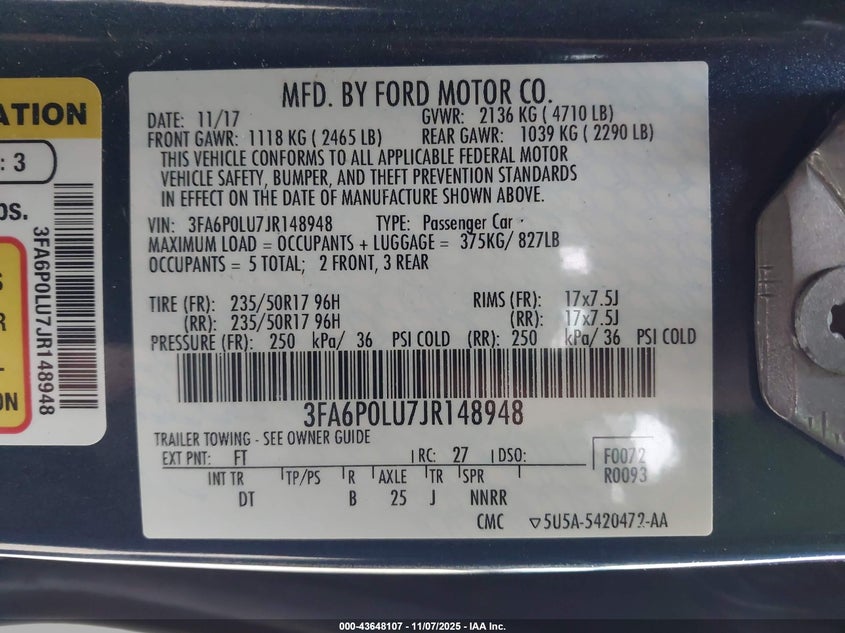 ATION
: 3
bs.
S
R
L
ON
3FA6P0LU7JR148948
MFD. BY FORD MOTOR CO.
DATE: 11/17 GVWR: 2136 KG ( 4710 LB)
FRONT GAWR: 1118 KG ( 2465 LB) REAR GAWR: 1039 KG ( 2290 LB)
THIS VEHICLE CONFORMS TO ALL APPLICABLE FEDERAL MOTOR
VEHICLE SAFETY, BUMPER, AND THEFT PREVENTION STANDARDS
IN EFFECT ON THE DATE OF MANUFACTURE SHOWN ABOVE.
VIN: 3FA6P0LU7JR148948 TYPE: Passenger Car
MAXIMUM LOAD = OCCUPANTS + LUGGAGE = 375KG/ 827LB
OCCUPANTS = 5 TOTAL; 2 FRONT, 3 REAR
TIRE (FR): 235/50R17 96H RIMS (FR): 17x7.5J
(RR): 235/50R17 96H (RR): 17x7.5J
PRESSURE (FR): 250 kPa/ 36 PSI COLD (RR): 250 kPa/ 36 PSI COLD
3FA6P0LU7JR148948
TRAILER TOWING - SEE OWNER GUIDE
EXT PNT: FT RC: 27 DSO: F0072
R0093
INT TR TP/PS R AXLE TR SPR
DT B 25 J NNRR
CMC ▽5U5A-5420472-AA
000-43648107 - 11/07/2025 - IAA Inc.